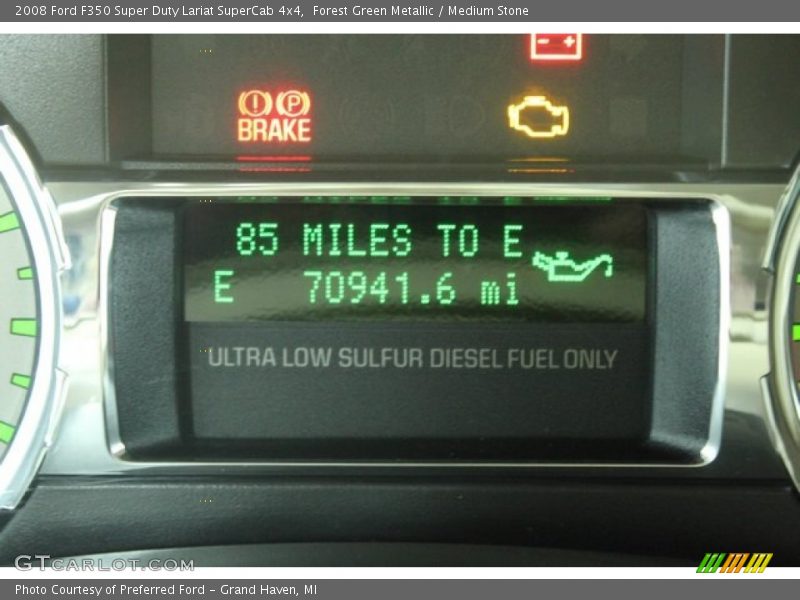 2008 Ford F350 Super Duty Lariat SuperCab 4x4, Forest Green Metallic / Medium Stone
BRAKE
85 MILES TO E
E 70941.6 mi
ULTRA LOW SULFUR DIESEL FUEL ONLY
GTCARLOT.COM
Photo Courtesy of Preferred Ford - Grand Haven, MI